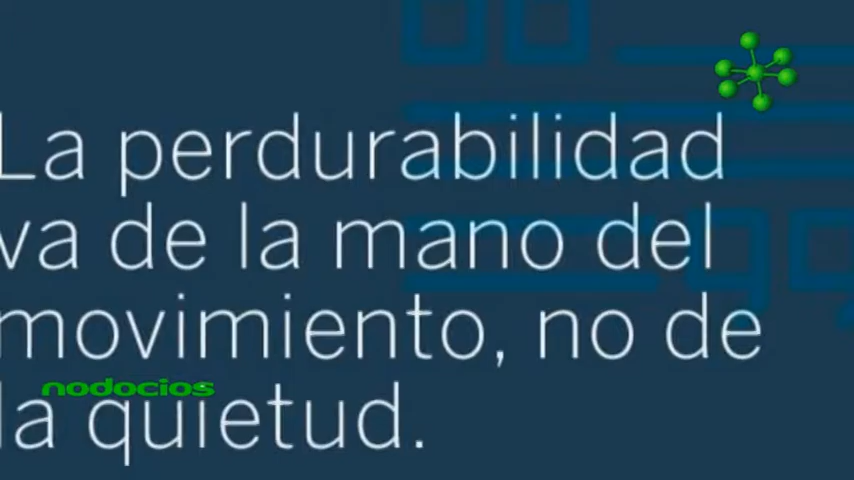 La perdurabilidad
va de la mano del
movimiento, no de
nodocios
la quietud.